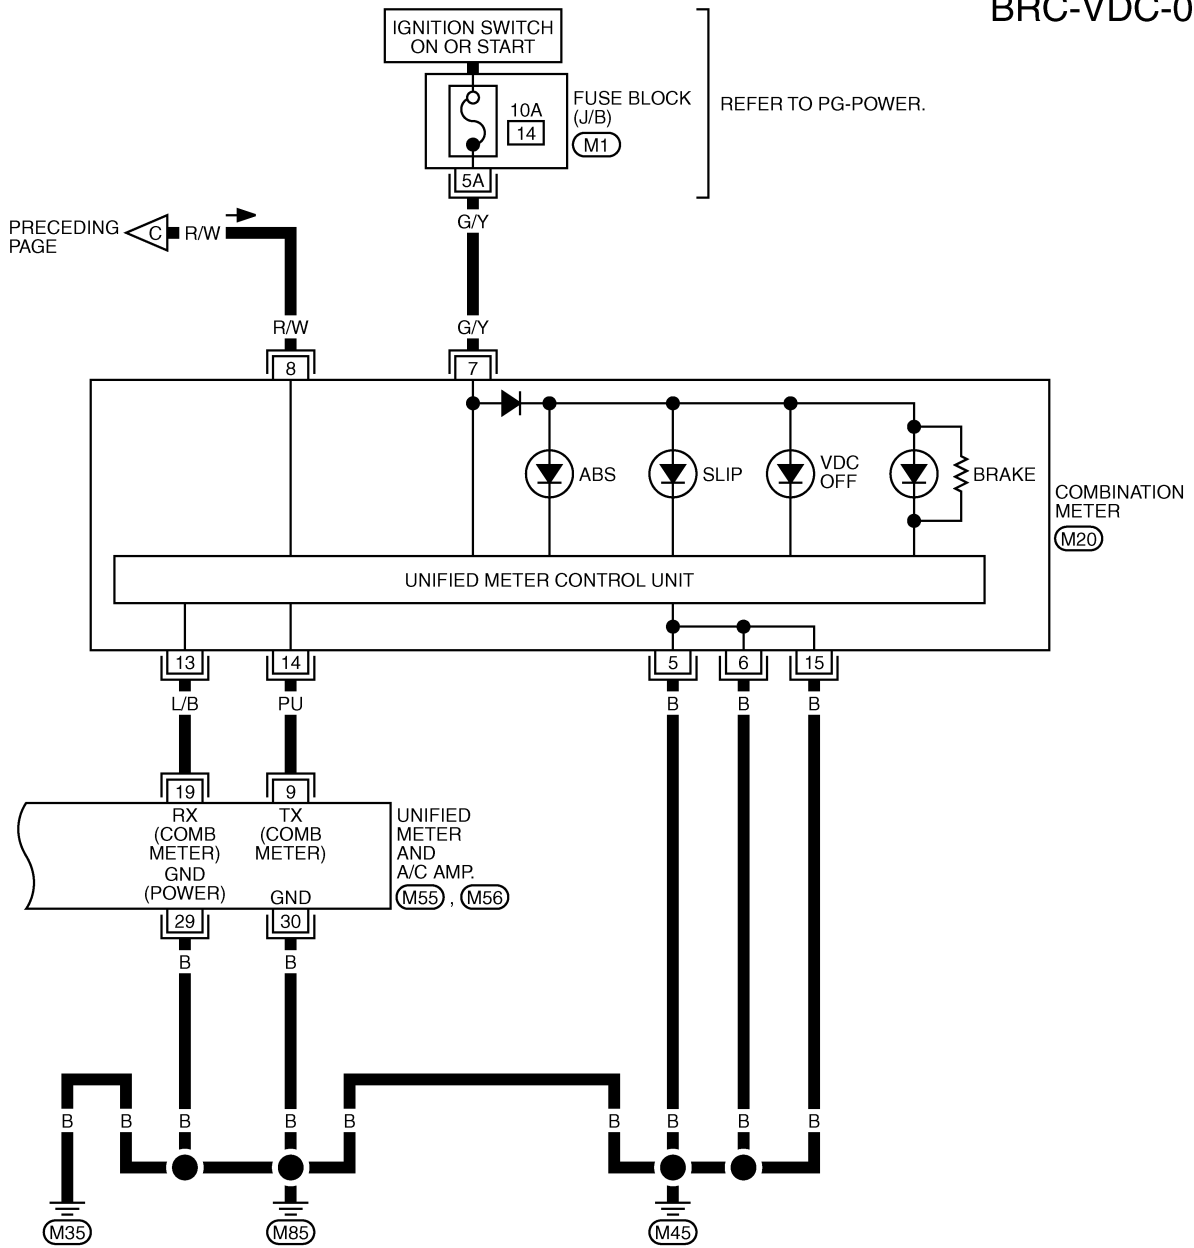 BRC-VDC-0
IGNITION SWITCH
ON OR START
10A
14
FUSE BLOCK
(J/B)
M1
REFER TO PG-POWER.
5A
G/Y
PRECEDING
PAGE
C
R/W
R/W
G/Y
8
7
ABS
SLIP
VDC
OFF
BRAKE
COMBINATION
METER
M20
UNIFIED METER CONTROL UNIT
13
14
5
6
15
L/B
PU
B
B
B
19
9
RX
(COMB
METER)
GND
(POWER)
TX
(COMB
METER)
GND
UNIFIED
METER
AND
A/C AMP.
M55 , M56
29
30
B
B
B
B
B
B
B
B
B
B
B
M35
M85
M45